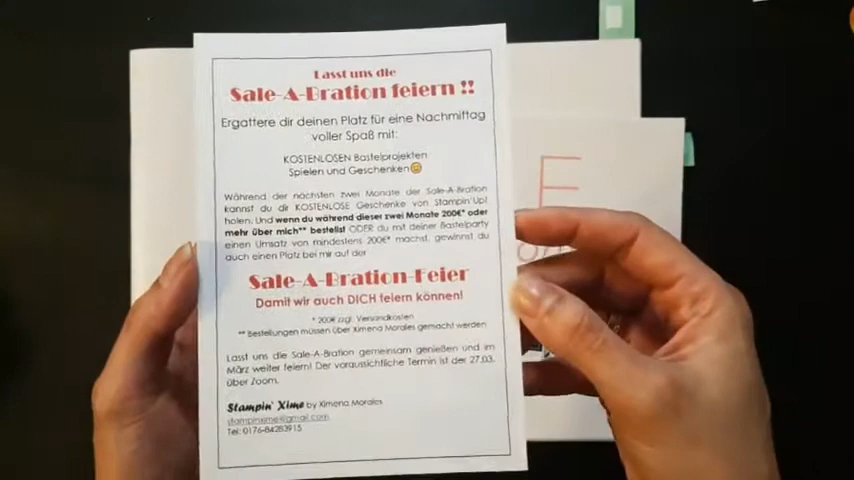 Lasst uns die
Sale-A-Bration feiern !!
Ergattere dir deinen Platz für eine Nachmittag
voller Spaß mit:
KOSTENLOSEN Bastelprojekten
Spielen und Geschenken
Während der nächsten zwei Monate der Sale-A-Bration
kannst du dir KOSTENLOSE Geschenke von Stampin'Up!
holen. Und wenn du während dieser zwei Monate 200€* oder
mehr über mich** bestellst ODER du mit deiner Bastelparty
einen Umsatz von mindestens 200€* machst, gewinnst du
auch einen Platz bei mir auf der
Sale-A-Bration-Feier
Damit wir auch DICH feiern können!
* 200€ zzgl. Versandkosten
** Bestellungen müssen über Ximena Morales gemacht werden
Lasst uns die Sale-A-Bration gemeinsam genießen und im
März weiter feiern! Der voraussichtliche Termin ist der 27.03.
über Zoom.
Stampin' Xime by Ximena Morales
stampinxime@gmail.com
Tel.: 0176-84283915
E